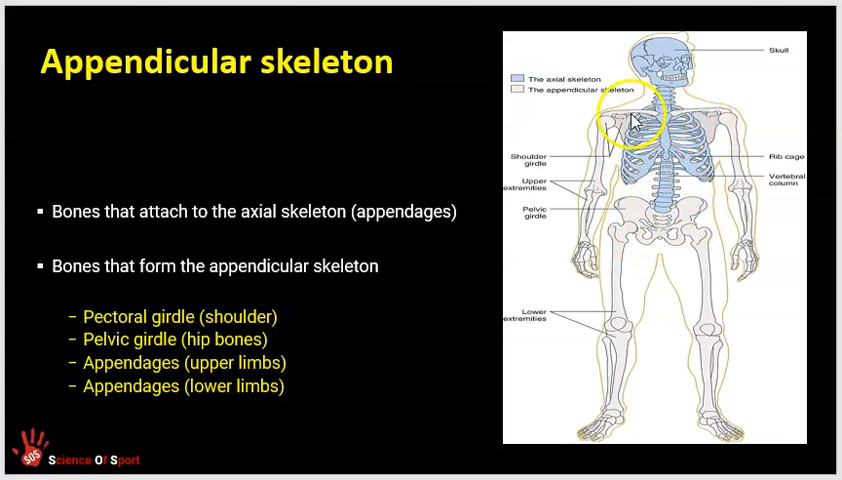 Appendicular skeleton
▪ Bones that attach to the axial skeleton (appendages)
▪ Bones that form the appendicular skeleton
− Pectoral girdle (shoulder)
− Pelvic girdle (hip bones)
− Appendages (upper limbs)
− Appendages (lower limbs)
SOS
Science Of Sport
Skull
The axial skeleton
The appendicular skeleton
Shoulder
girdle
Rib cage
Upper
extremities
Vertebral
column
Pelvic
girdle
Lower
extremities